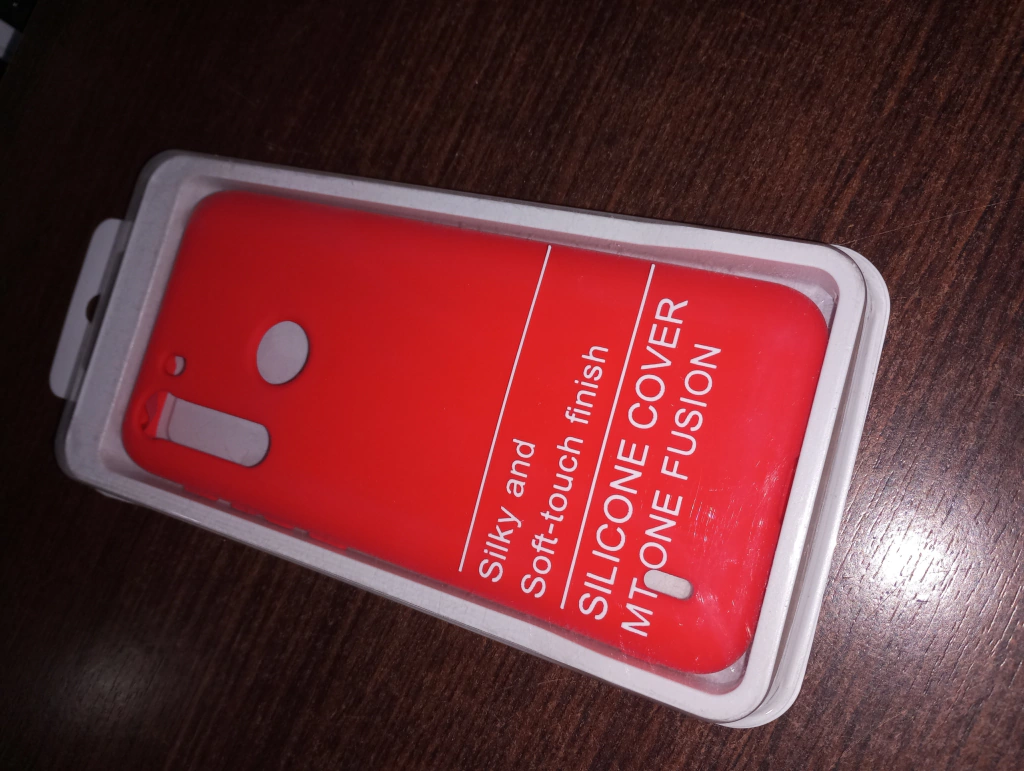 Silky and
Soft-touch finish
SILICONE COVER
MT ONE FUSION